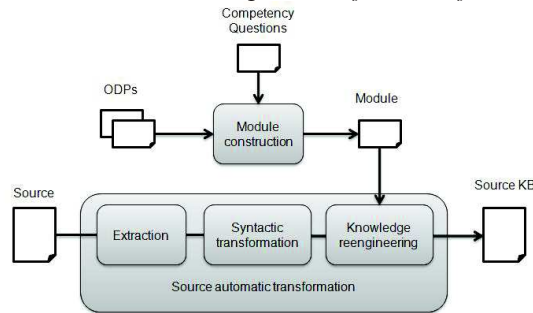 Competency
Questions
ODPs
Module
Module
construction
Source
Source KB
Extraction
Syntactic
transformation
Knowledge
reengineering
Source automatic transformation